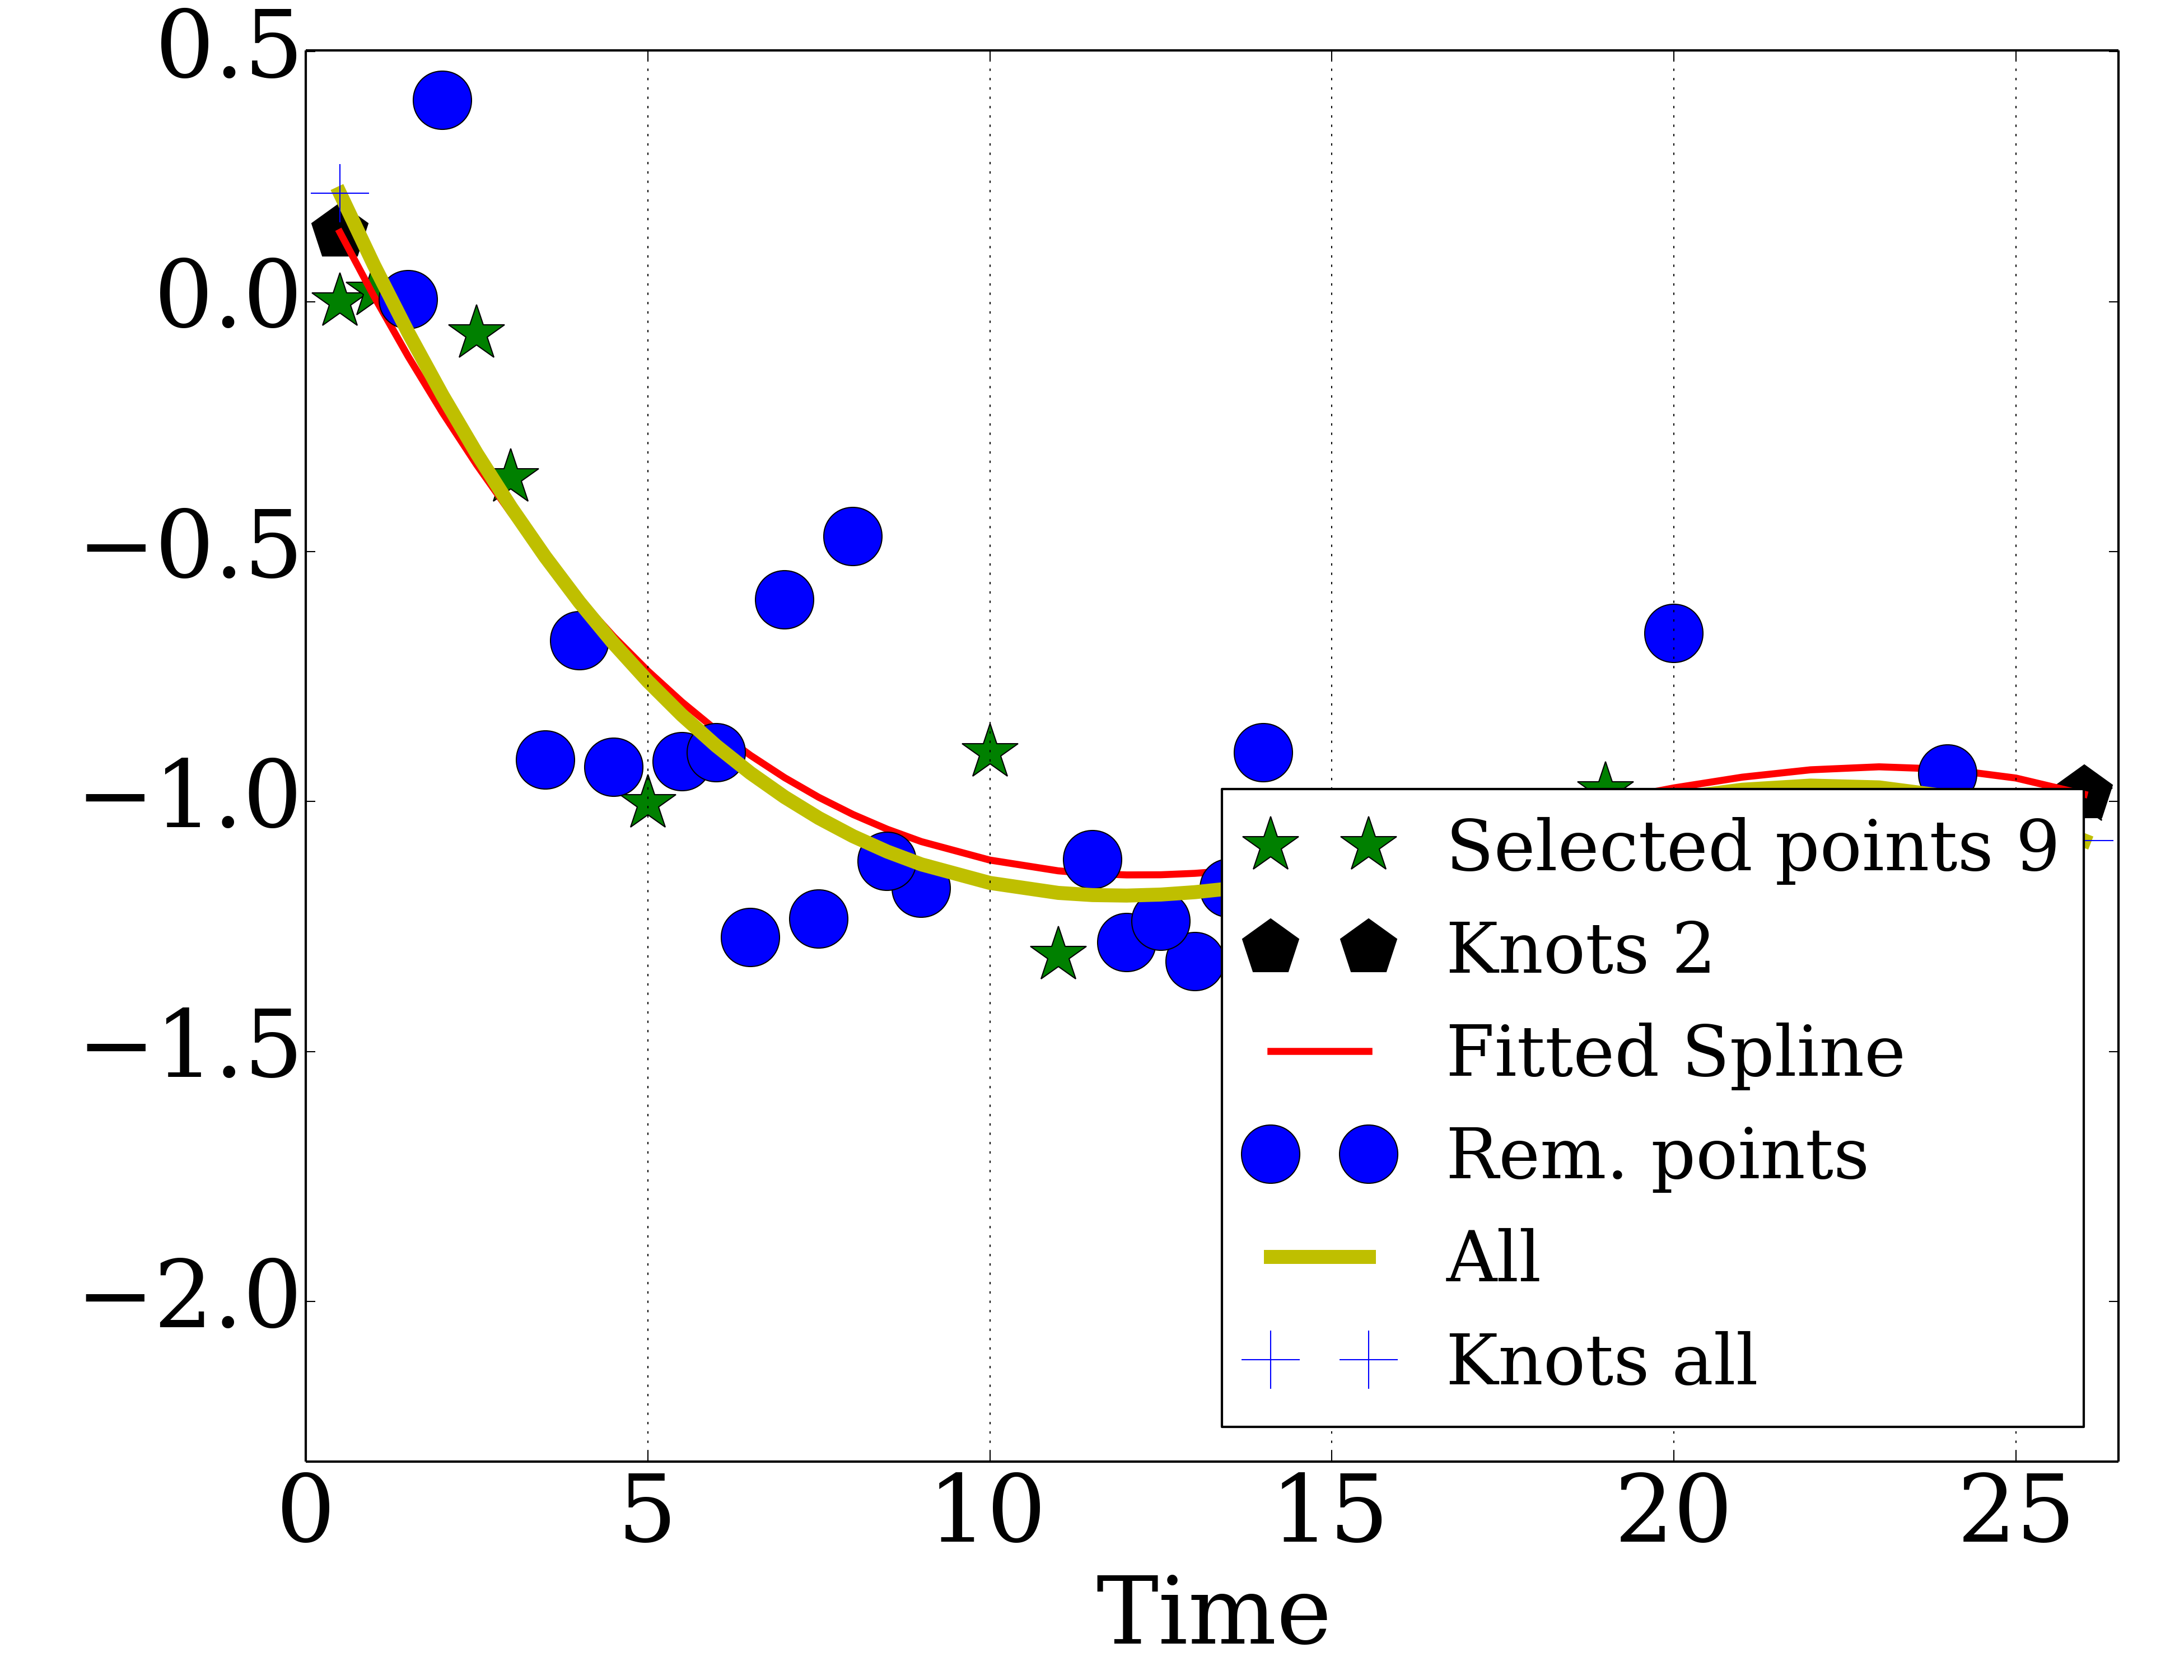 0.5
0.0
−0.5
−1.0
−1.5
−2.0
Selected points 9
Knots 2
Fitted Spline
Rem. points
All
Knots all
0 5 10 15 20 25
Time